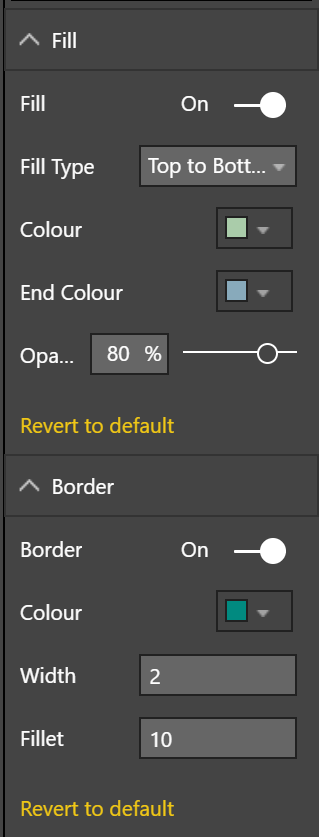 Fill
Fill On
Fill Type Top to Bott...
Colour
End Colour
Opa... 80 %
Revert to default
Border
Border On
Colour
Width 2
Fillet 10
Revert to default